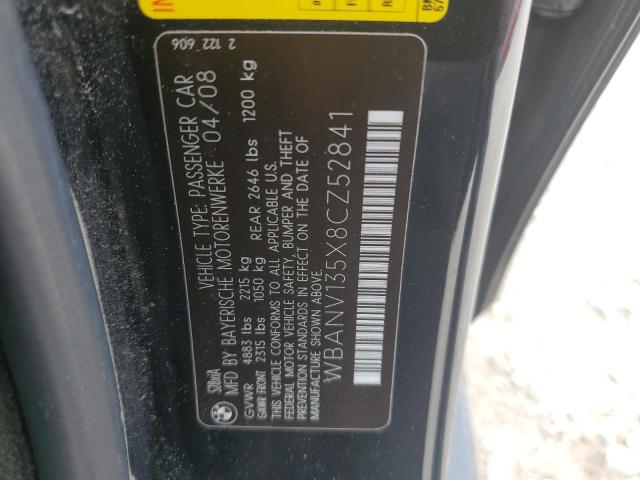 2 122 606
528xiA VEHICLE TYPE: PASSENGER CAR
MFD BY BAYERISCHE MOTORENWERKE 04/08
GVWR 4883 lbs 2215 kg
GAWR FRONT 2315 lbs 1050 kg REAR 2646 lbs 1200 kg
THIS VEHICLE CONFORMS TO ALL APPLICABLE U.S.
FEDERAL MOTOR VEHICLE SAFETY, BUMPER AND THEFT
PREVENTION STANDARDS IN EFFECT ON THE DATE OF
MANUFACTURE SHOWN ABOVE.
WBANV135X8CZ52841